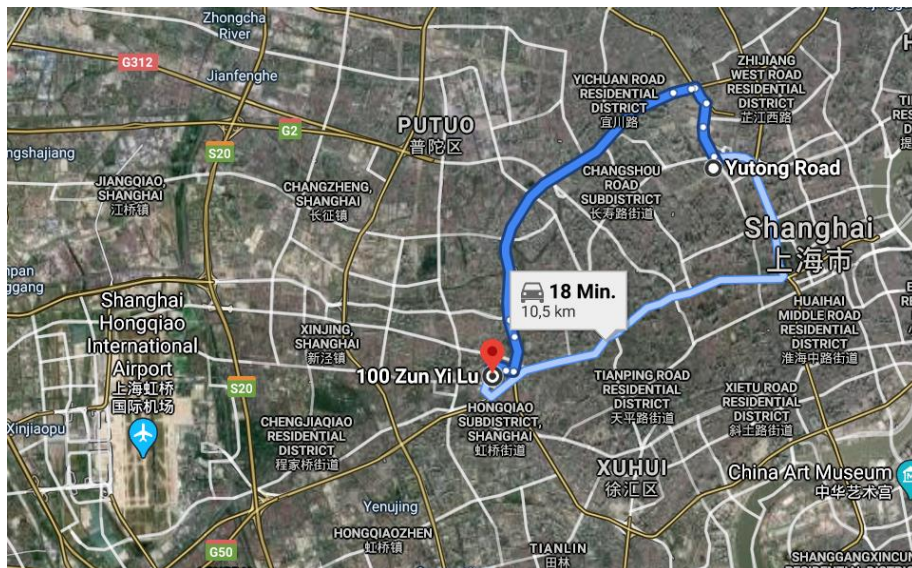 Zhongcha
River
G312
Jianfenghe
G2
S20
PUTUO
普陀区
YICHUAN ROAD
RESIDENTIAL
DISTRICT
宜川路
ZHIJIANG
WEST ROAD
RESIDENTIAL
DISTRICT
芷江西路
ngshajiang
JIANGQIAO,
SHANGHAI
江桥镇
CHANGZHENG,
SHANGHAI
长征镇
CHANGSHOU
ROAD
SUBDISTRICT
长寿路街道
Yutong Road
Shanghai
上海市
npan
ggang
Shanghai
Hongqiao
International
Airport
上海虹桥
国际机场
18 Min.
10,5 km
XINJING,
SHANGHAI
新泾镇
HUAIHAI
MIDDLE ROAD
RESIDENTIAL
DISTRICT
淮海中路街道
100 Zun Yi Lu
S20
TIANPING ROAD
RESIDENTIAL
DISTRICT
天平路街道
XIETU ROAD
RESIDENTIAL
DISTRICT
斜土路街道
Xinjiaopu
CHENGJIAQIAO
RESIDENTIAL
DISTRICT,
程家桥街道
HONGQIAO
SUBDISTRICT,
SHANGHAI
虹桥街道
XUHUI
徐汇区
China Art Museum
中华艺术宫
Yenujing
HONGQIAOZHEN
虹桥镇
G50
TIANLIN
田林
SHANGGANGXINCUN